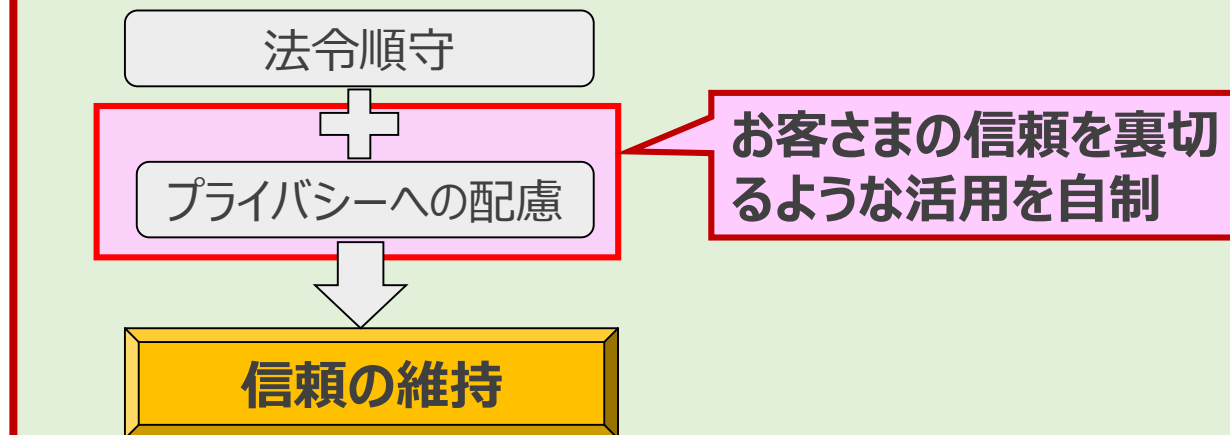 法令順守
プライバシーへの配慮
お客さまの信頼を裏切
るような活用を自制
信頼の維持